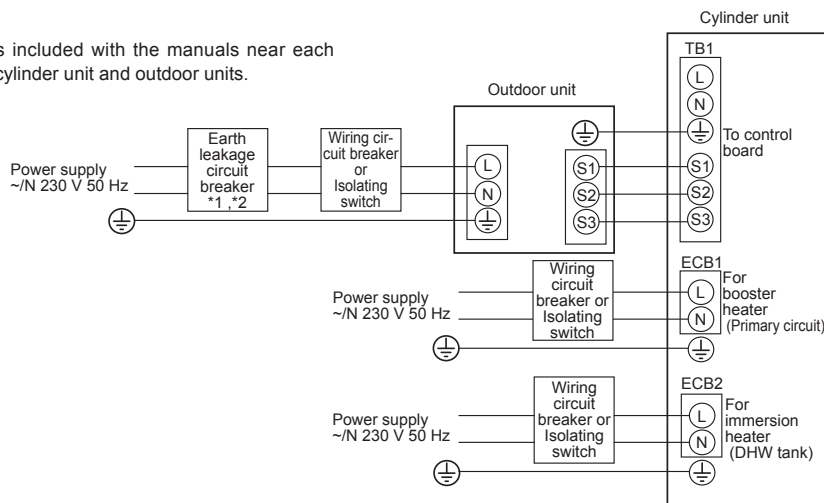 Cylinder unit
s included with the manuals near each
cylinder unit and outdoor units.
TB1
L
N
To control
board
S1
S2
S3
Outdoor unit
L
N
S1
S2
S3
Earth
leakage
circuit
breaker
*1 ,*2
Wiring cir-
cuit breaker
or
Isolating
switch
Power supply
~/N 230 V 50 Hz
ECB1
L
N
For
booster
heater
(Primary circuit)
Wiring
circuit
breaker or
Isolating
switch
Power supply
~/N 230 V 50 Hz
ECB2
L
N
For
immersion
heater
(DHW tank)
Wiring
circuit
breaker or
Isolating
switch
Power supply
~/N 230 V 50 Hz